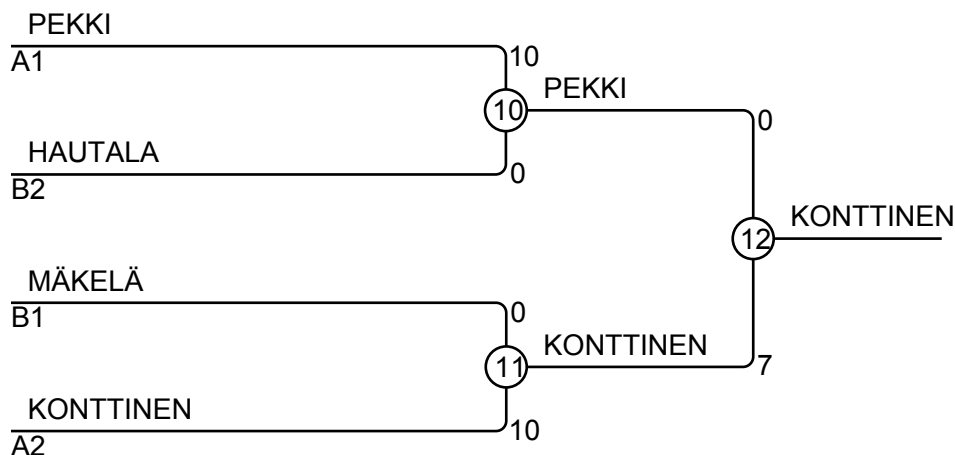 PEKKI
A1
10
10
PEKKI
0
HAUTALA
B2
0
12
KONTTINEN
MÄKELÄ
B1
0
11
KONTTINEN
7
KONTTINEN
A2
10